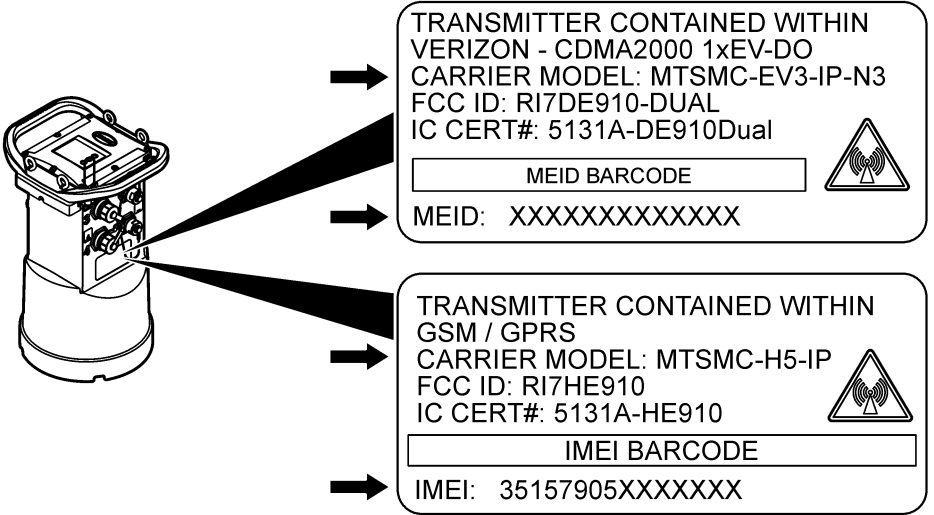 TRANSMITTER CONTAINED WITHIN
VERIZON - CDMA2000 1xEV-DO
CARRIER MODEL: MTSMC-EV3-IP-N3
FCC ID: RI7DE910-DUAL
IC CERT#: 5131A-DE910Dual
MEID BARCODE
MEID: XXXXXXXXXXXXX
TRANSMITTER CONTAINED WITHIN
GSM / GPRS
CARRIER MODEL: MTSMC-H5-IP
FCC ID: RI7HE910
IC CERT#: 5131A-HE910
IMEI BARCODE
IMEI: 35157905XXXXXXX